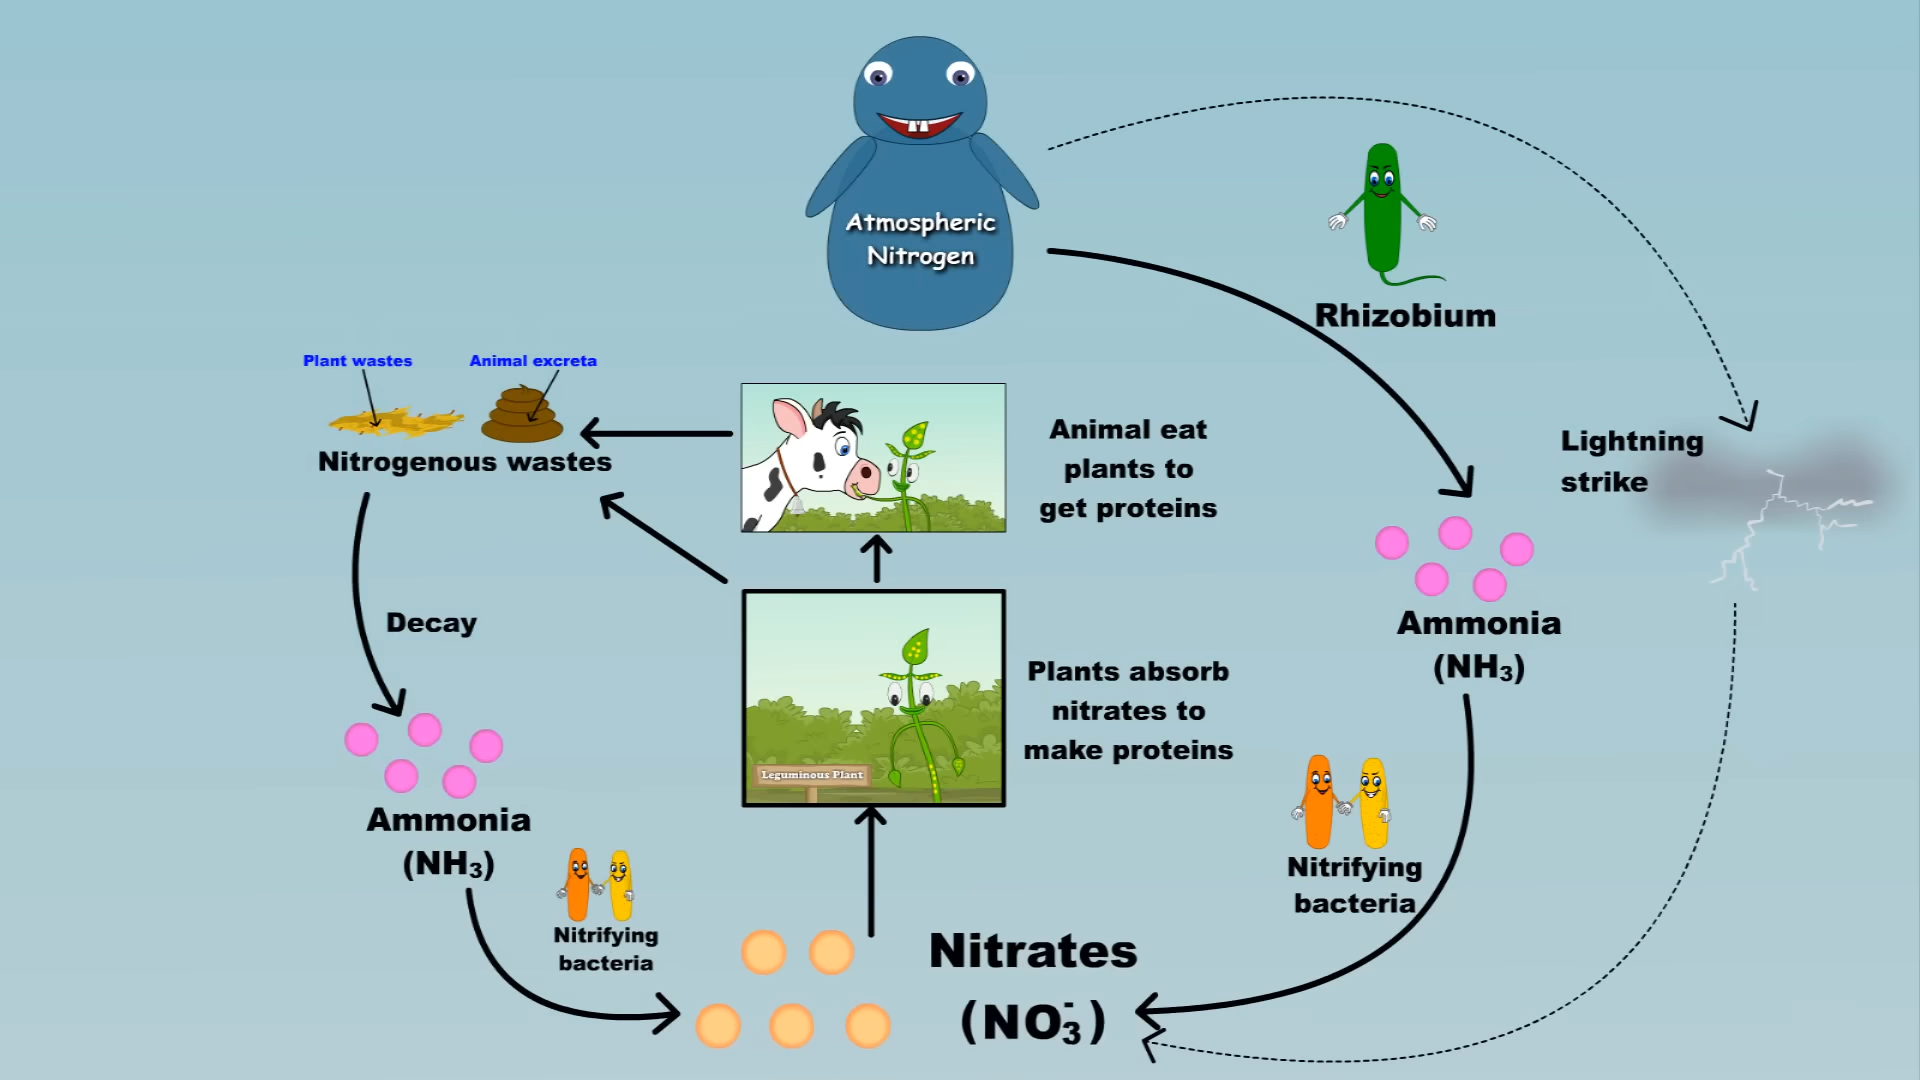 Atmospheric
Nitrogen
Rhizobium
Plant wastes
Animal excreta
Nitrogenous wastes
Animal eat
plants to
get proteins
Lightning
strike
Decay
Ammonia
(NH₃)
Plants absorb
nitrates to
make proteins
Leguminous Plant
Ammonia
(NH₃)
Nitrifying
bacteria
Nitrifying
bacteria
Nitrates
(NO₃⁻)